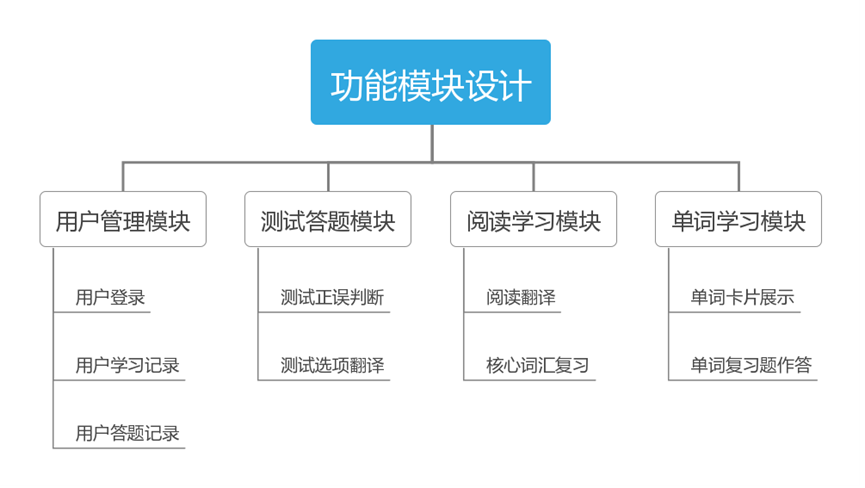 功能模块设计
用户管理模块
测试答题模块
阅读学习模块
单词学习模块
用户登录
测试正误判断
阅读翻译
单词卡片展示
用户学习记录
测试选项翻译
核心词汇复习
单词复习题作答
用户答题记录